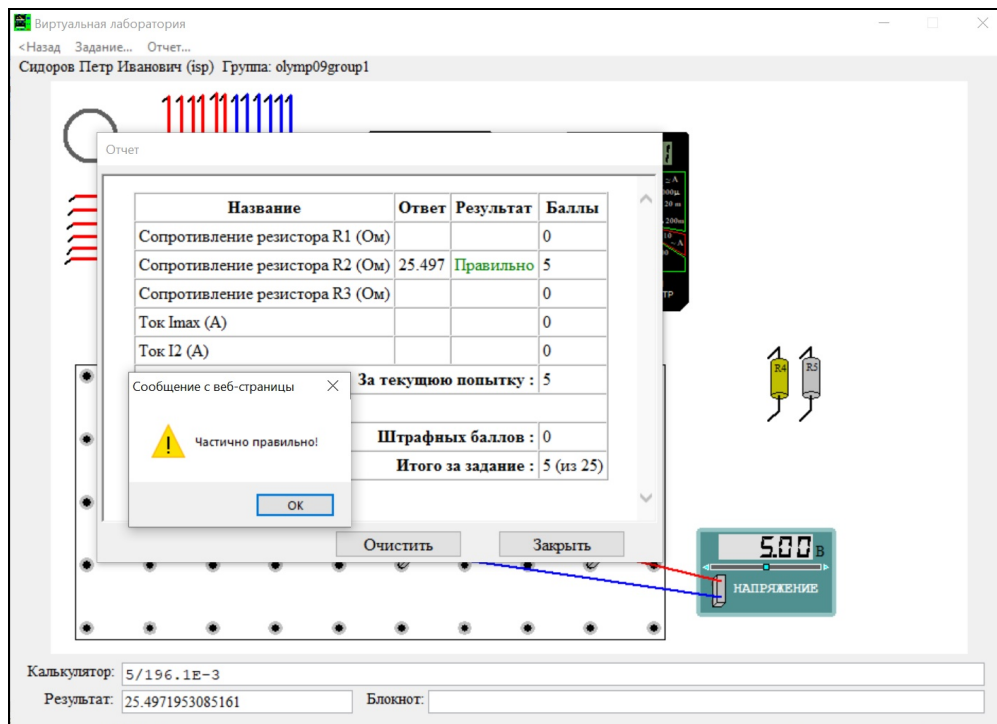 Виртуальная лаборатория
<Назад Задание... Отчет...
Сидоров Петр Иванович (isp) Группа: olymp09group1
Отчет
Название Ответ Результат Баллы
Сопротивление резистора R1 (Ом) 0
Сопротивление резистора R2 (Ом) 25.497 Правильно 5
Сопротивление резистора R3 (Ом) 0
Ток Imax (А) 0
Ток I2 (А) 0
За текущую попытку : 5
Штрафных баллов : 0
Итого за задание : 5 (из 25)
Сообщение с веб-страницы
Частично правильно!
ОК
Очистить Закрыть
R4 R5
5.00 В
НАПРЯЖЕНИЕ
Калькулятор: 5/196.1E-3
Результат: 25.4971953085161 Блокнот: